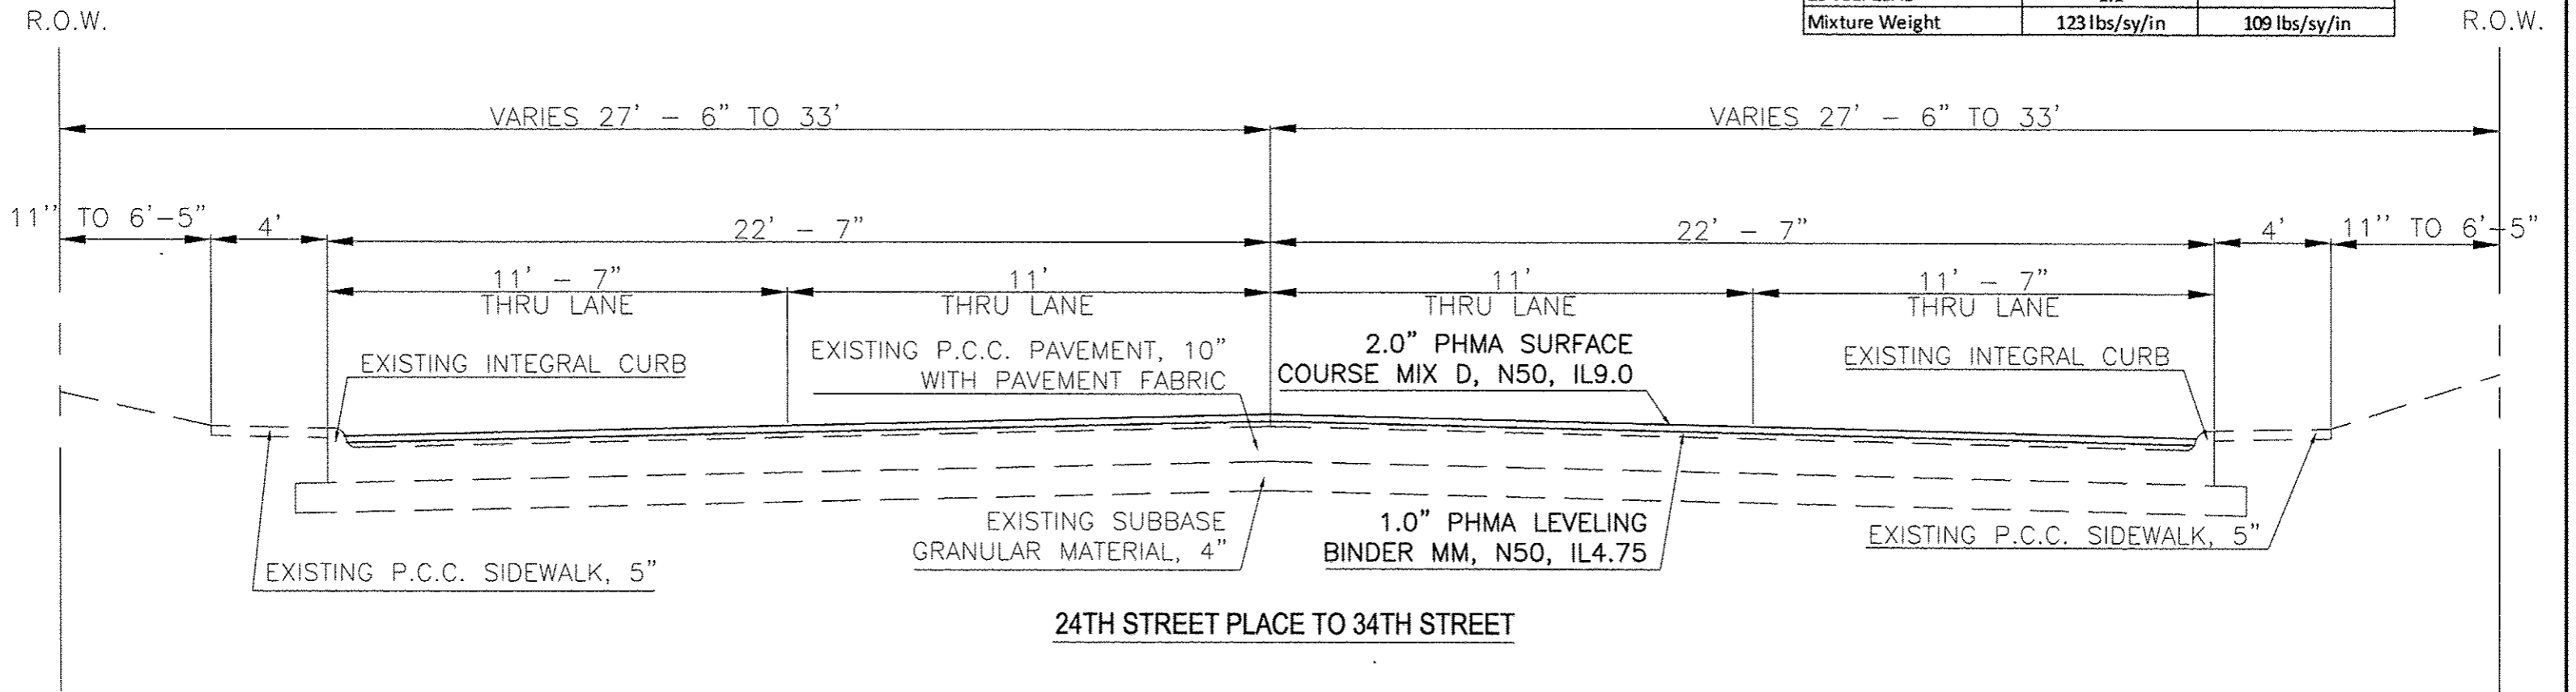 Mixture Weight 123 lbs/sy/in 109 lbs/sy/in
R.O.W. R.O.W.
VARIES 27' - 6" TO 33' VARIES 27' - 6" TO 33'
11" TO 6'-5" 4' 22' - 7" 22' - 7" 4' 11" TO 6'-5"
11' - 7" 11' 11' 11' - 7"
THRU LANE THRU LANE THRU LANE THRU LANE
EXISTING INTEGRAL CURB
EXISTING P.C.C. PAVEMENT, 10"
WITH PAVEMENT FABRIC
2.0" PHMA SURFACE
COURSE MIX D, N50, IL9.0
EXISTING INTEGRAL CURB
EXISTING P.C.C. SIDEWALK, 5"
EXISTING SUBBASE
GRANULAR MATERIAL, 4"
1.0" PHMA LEVELING
BINDER MM, N50, IL4.75
EXISTING P.C.C. SIDEWALK, 5"
24TH STREET PLACE TO 34TH STREET